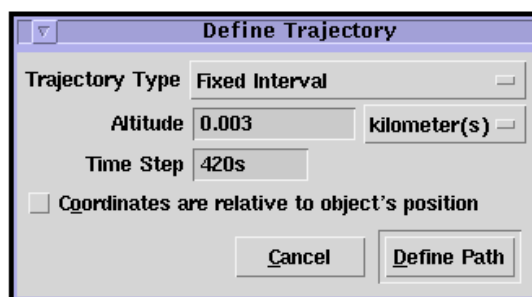 Define Trajectory
Trajectory Type Fixed Interval
Altitude 0.003 kilometer(s)
Time Step 420s
Coordinates are relative to object's position
Cancel Define Path